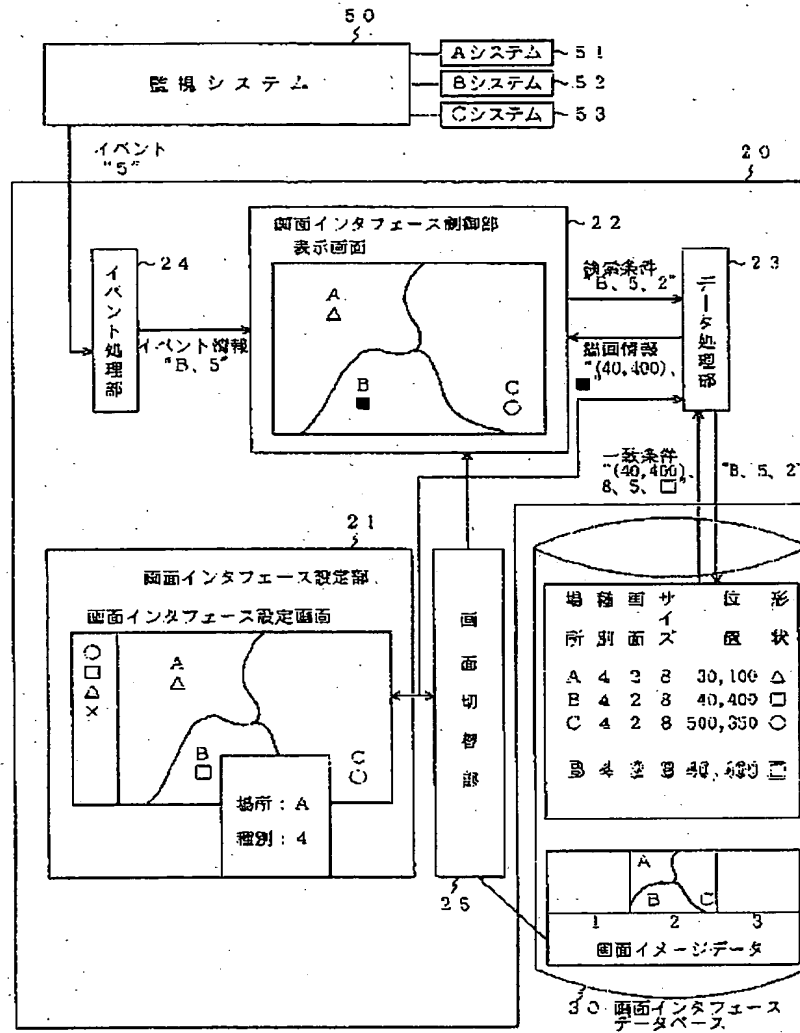 50
監視システム
Aシステム 51
Bシステム 52
Cシステム 53
イベント
"5"
20
22
画面インタフェース制御部
表示画面
A
B
C
24
イベント処理部
イベント情報
"B、5"
検索条件
"B、5、2"
23
データ処理部
描画情報
"(40,400)、
■"
一致条件
"(40,400)、
8、5、□"
"B、5、2"
21
画面インタフェース設定部
画面インタフェース設定画面
○
□
△
×
A
B
C
場所：A
種別：4
画面切替部
25
場所 種別 画面 サイズ 位置 形状
A 4 2 8 30,100 △
B 4 2 8 40,400 □
C 4 2 8 500,350 ○
B 4 2 8
A
B
C
1 2 3
画面イメージデータ
30 画面インタフェース
データベース